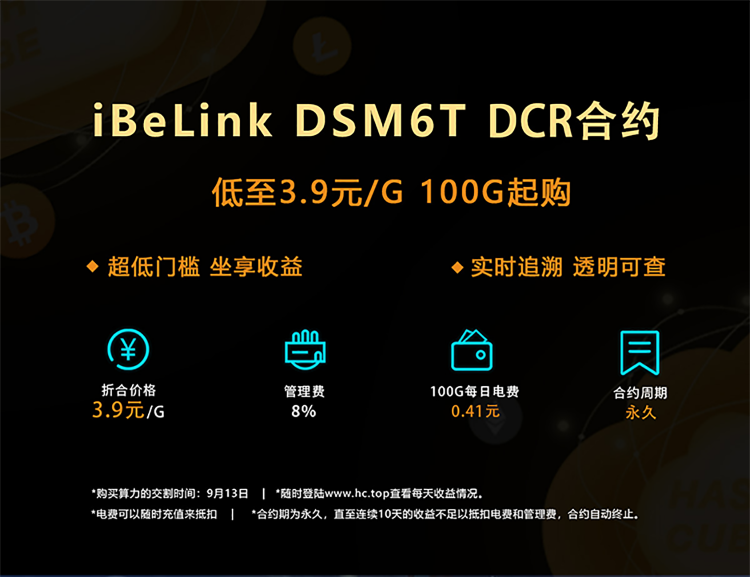 iBeLink DSM6T DCR合约
低至3.9元/G 100G起购
超低门槛 坐享收益
实时追溯 透明可查
折合价格
3.9元/G
管理费
8%
100G每日电费
0.41元
合约周期
永久
*购买算力的交割时间：9月13日 | *随时登陆www.hc.top查看每天收益情况。
*电费可以随时充值来抵扣 | *合约期为永久，直至连续10天的收益不足以抵扣电费和管理费，合约自动终止。